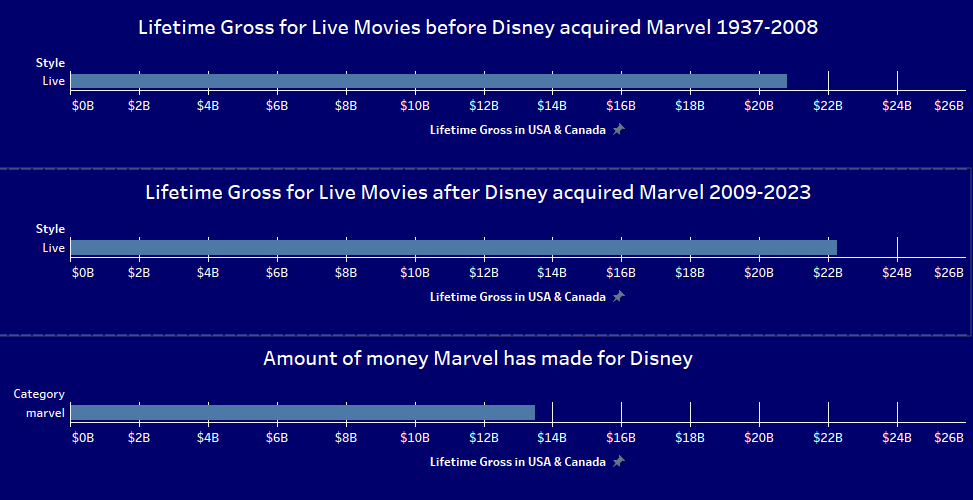 Lifetime Gross for Live Movies before Disney acquired Marvel 1937-2008
Style
Live
$0B $2B $4B $6B $8B $10B $12B $14B $16B $18B $20B $22B $24B $26B
Lifetime Gross in USA & Canada
Lifetime Gross for Live Movies after Disney acquired Marvel 2009-2023
Style
Live
$0B $2B $4B $6B $8B $10B $12B $14B $16B $18B $20B $22B $24B $26B
Lifetime Gross in USA & Canada
Amount of money Marvel has made for Disney
Category
marvel
$0B $2B $4B $6B $8B $10B $12B $14B $16B $18B $20B $22B $24B $26B
Lifetime Gross in USA & Canada